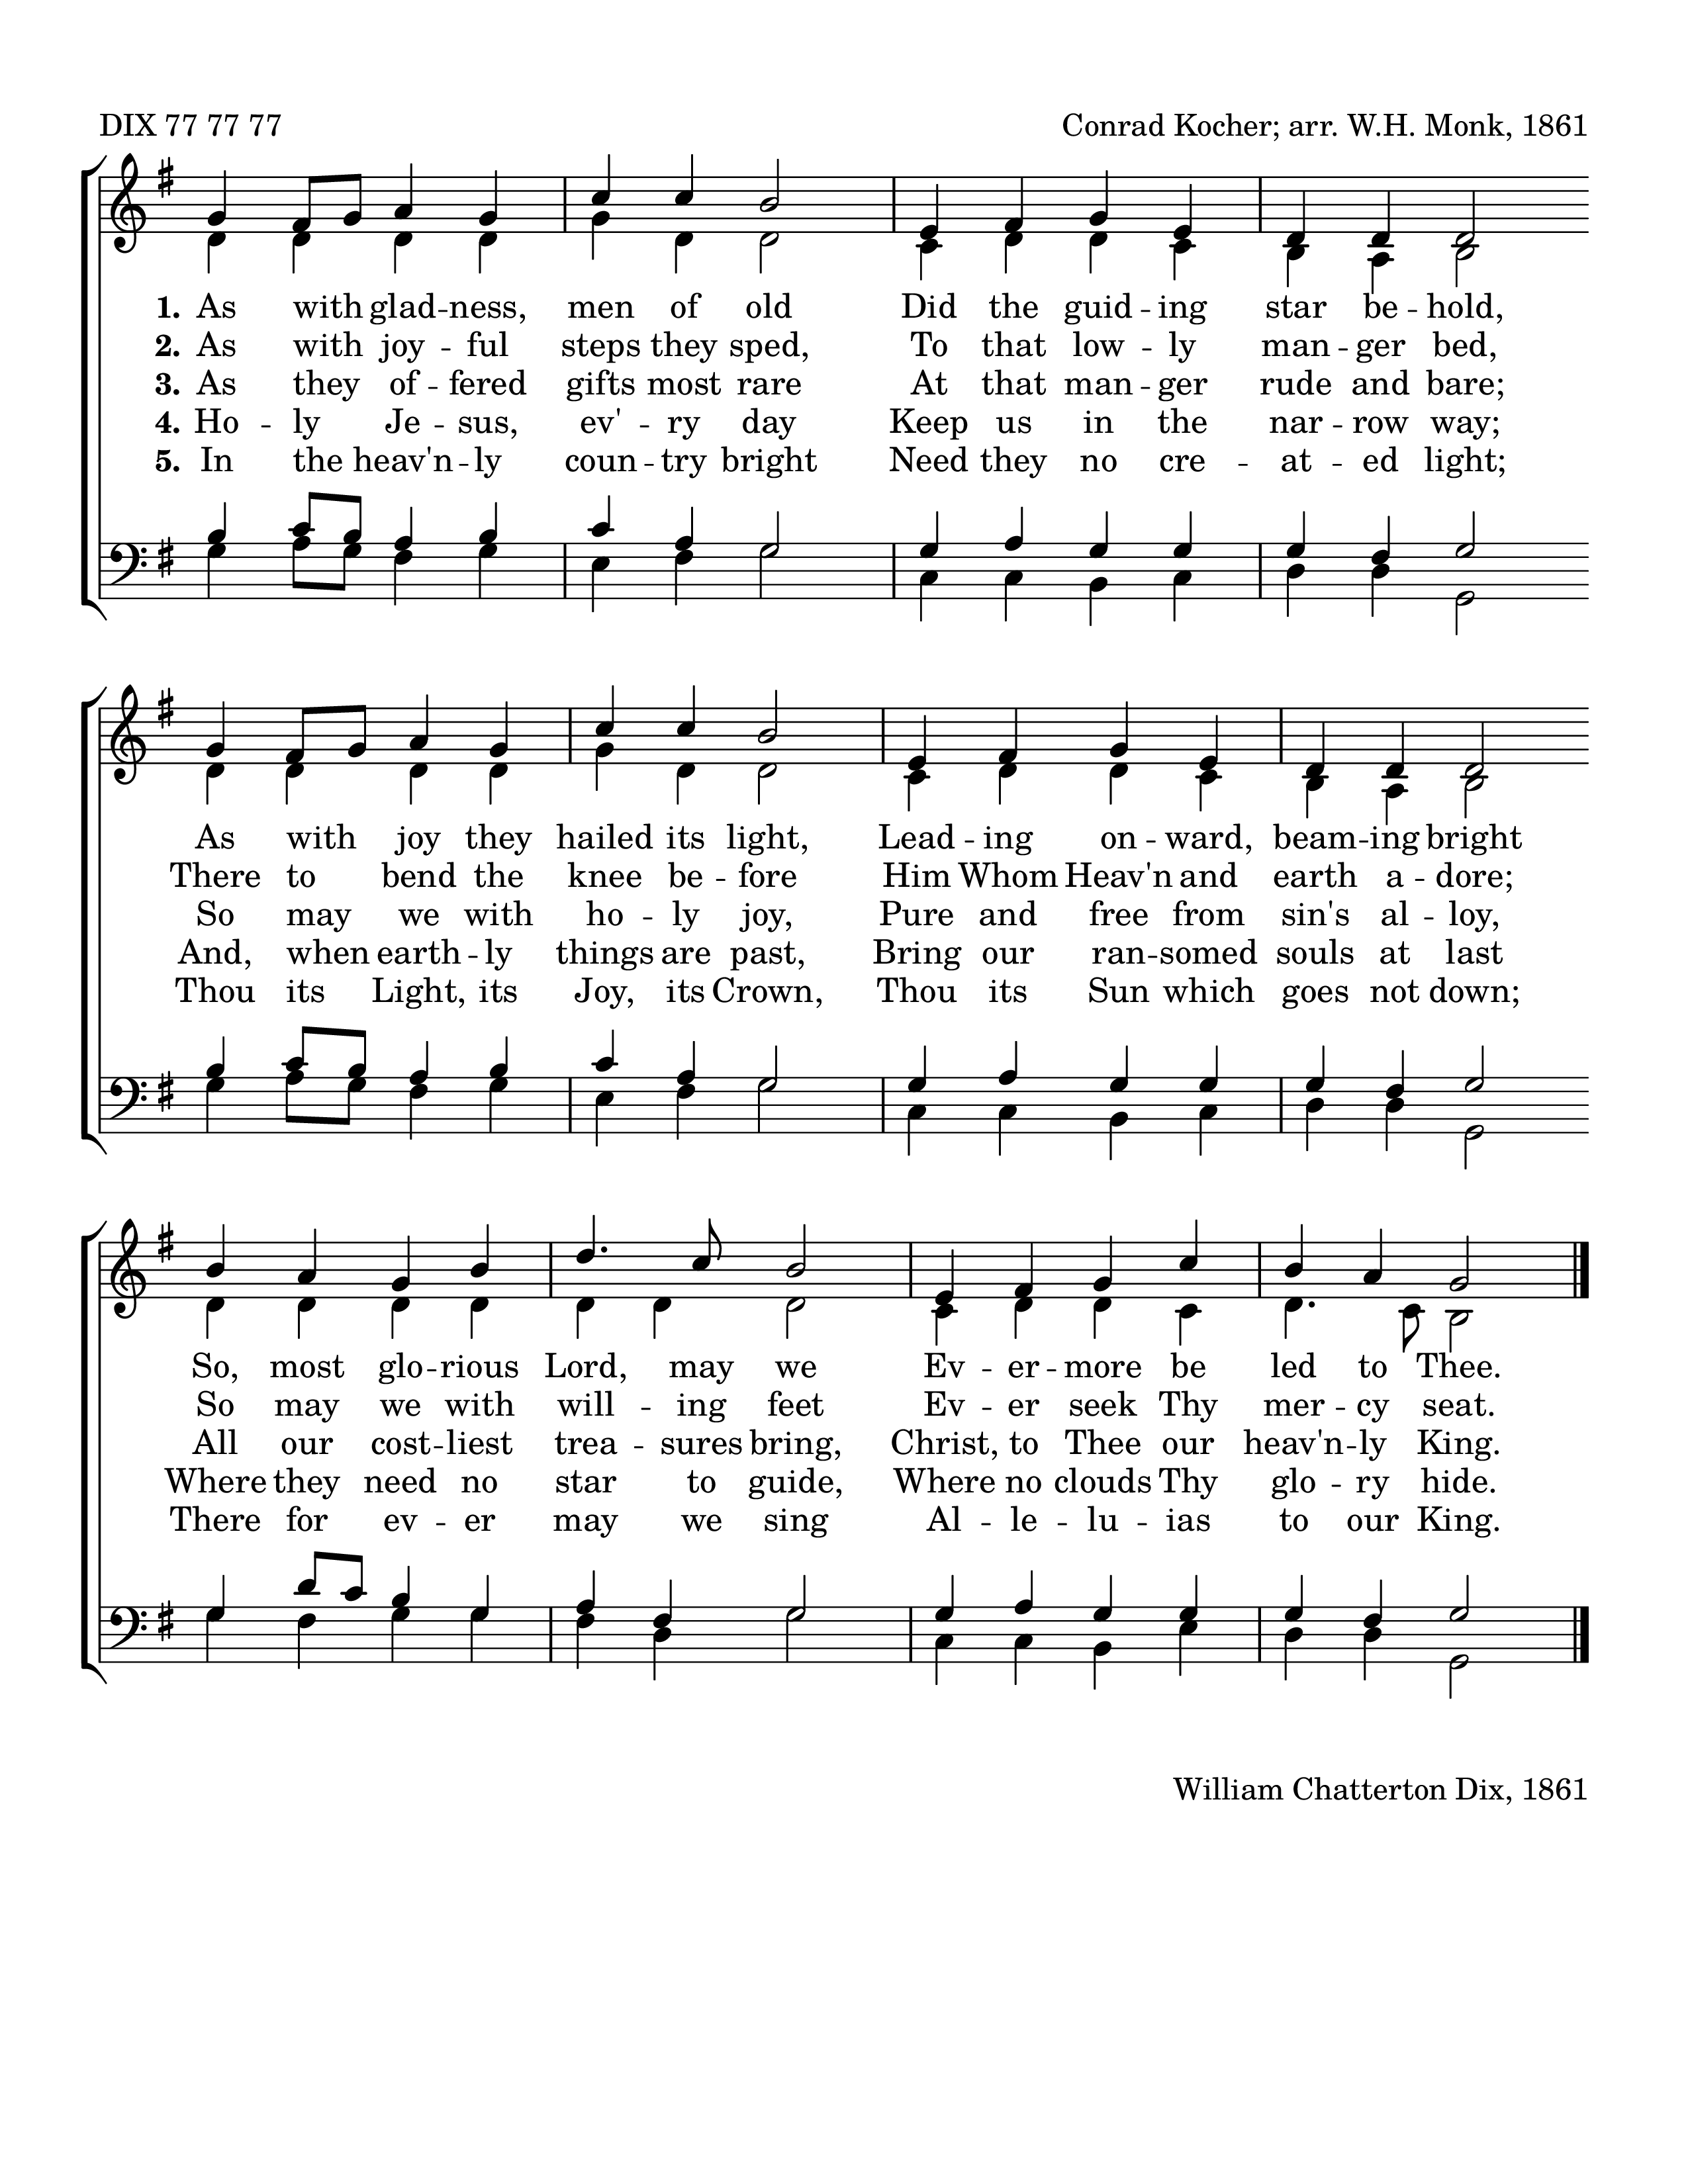 DIX 77 77 77
Conrad Kocher; arr. W.H. Monk, 1861
1. As with glad -- ness, men of old Did the guid -- ing star be -- hold,
2. As with joy -- ful steps they sped, To that low -- ly man -- ger bed,
3. As they of -- fered gifts most rare At that man -- ger rude and bare;
4. Ho -- ly Je -- sus, ev' -- ry day Keep us in the nar -- row way;
5. In the heav'n -- ly coun -- try bright Need they no cre -- at -- ed light;
As with joy they hailed its light, Lead -- ing on -- ward, beam -- ing bright
There to bend the knee be -- fore Him Whom Heav'n and earth a -- dore;
So may we with ho -- ly joy, Pure and free from sin's al -- loy,
And, when earth -- ly things are past, Bring our ran -- somed souls at last
Thou its Light, its Joy, its Crown, Thou its Sun which goes not down;
So, most glo -- rious Lord, may we Ev -- er -- more be led to Thee.
So may we with will -- ing feet Ev -- er seek Thy mer -- cy seat.
All our cost -- liest trea -- sures bring, Christ, to Thee our heav'n -- ly King.
Where they need no star to guide, Where no clouds Thy glo -- ry hide.
There for ev -- er may we sing Al -- le -- lu -- ias to our King.
William Chatterton Dix, 1861